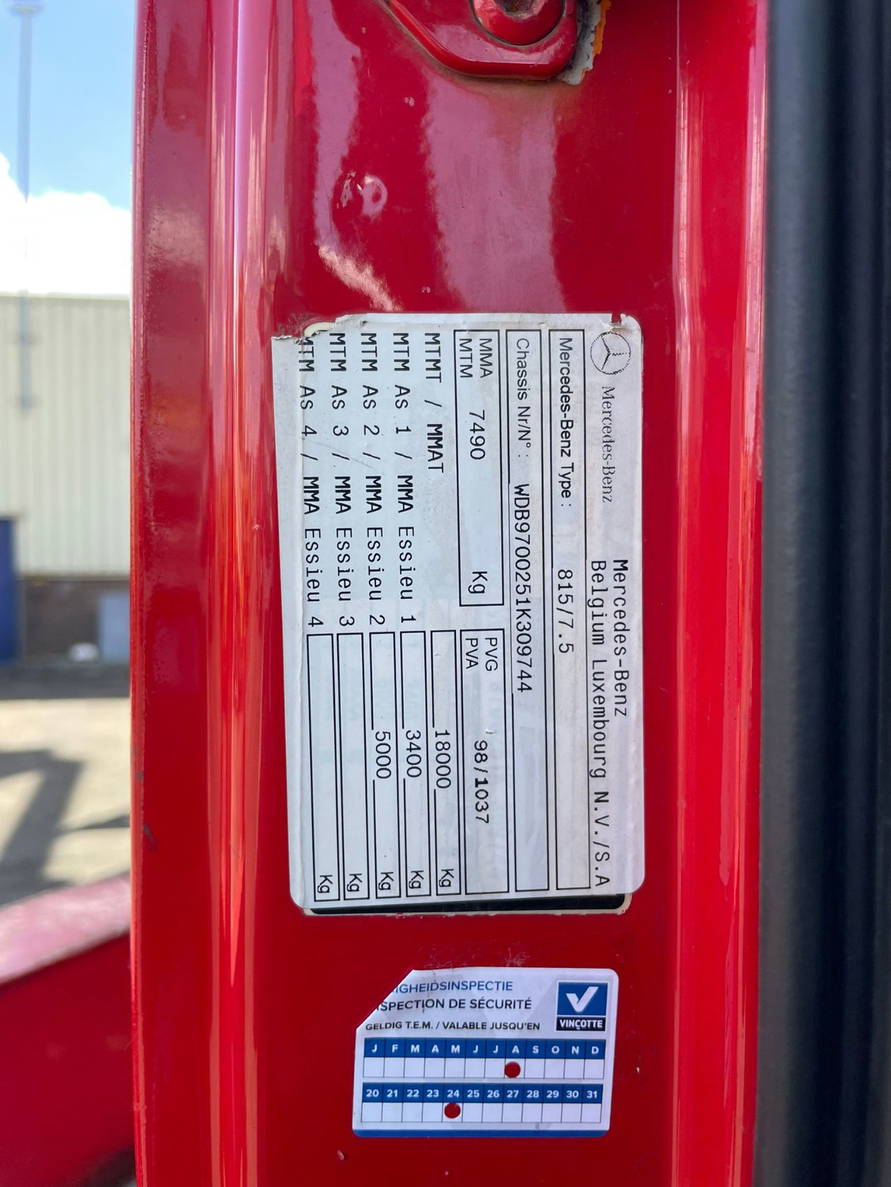 Mercedes-Benz
Mercedes-Benz
Belgium Luxembourg N.V./S.A
Mercedes-Benz Type : 815/7.5
Chassis Nr/N° : WDB9700251K309744
MMA
MTM 7490 Kg
PVG
PVA 98/1037
MTMT / MMAT 18000 Kg
MTM As 1 / MMA Essieu 1 3400 Kg
MTM As 2 / MMA Essieu 2 5000 Kg
MTM As 3 / MMA Essieu 3 Kg
MTM As 4 / MMA Essieu 4 Kg
DE SÉCURITÉ
GELDIG T.E.M. / VALABLE JUSQU'EN
VINÇOTTE
J F M A M J J A S O N D
20 21 22 23 24 25 26 27 28 29 30 31